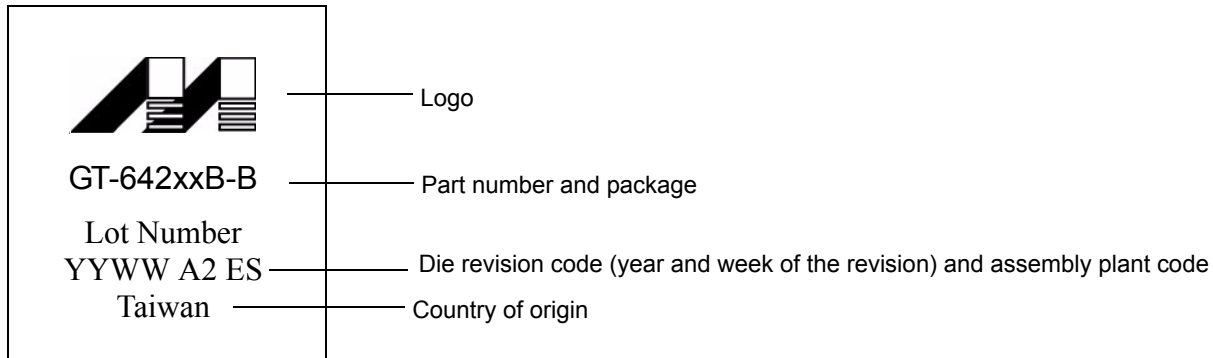 Logo
GT-642xxB-B
Part number and package
Lot Number
YYWW A2 ES
Die revision code (year and week of the revision) and assembly plant code
Taiwan
Country of origin